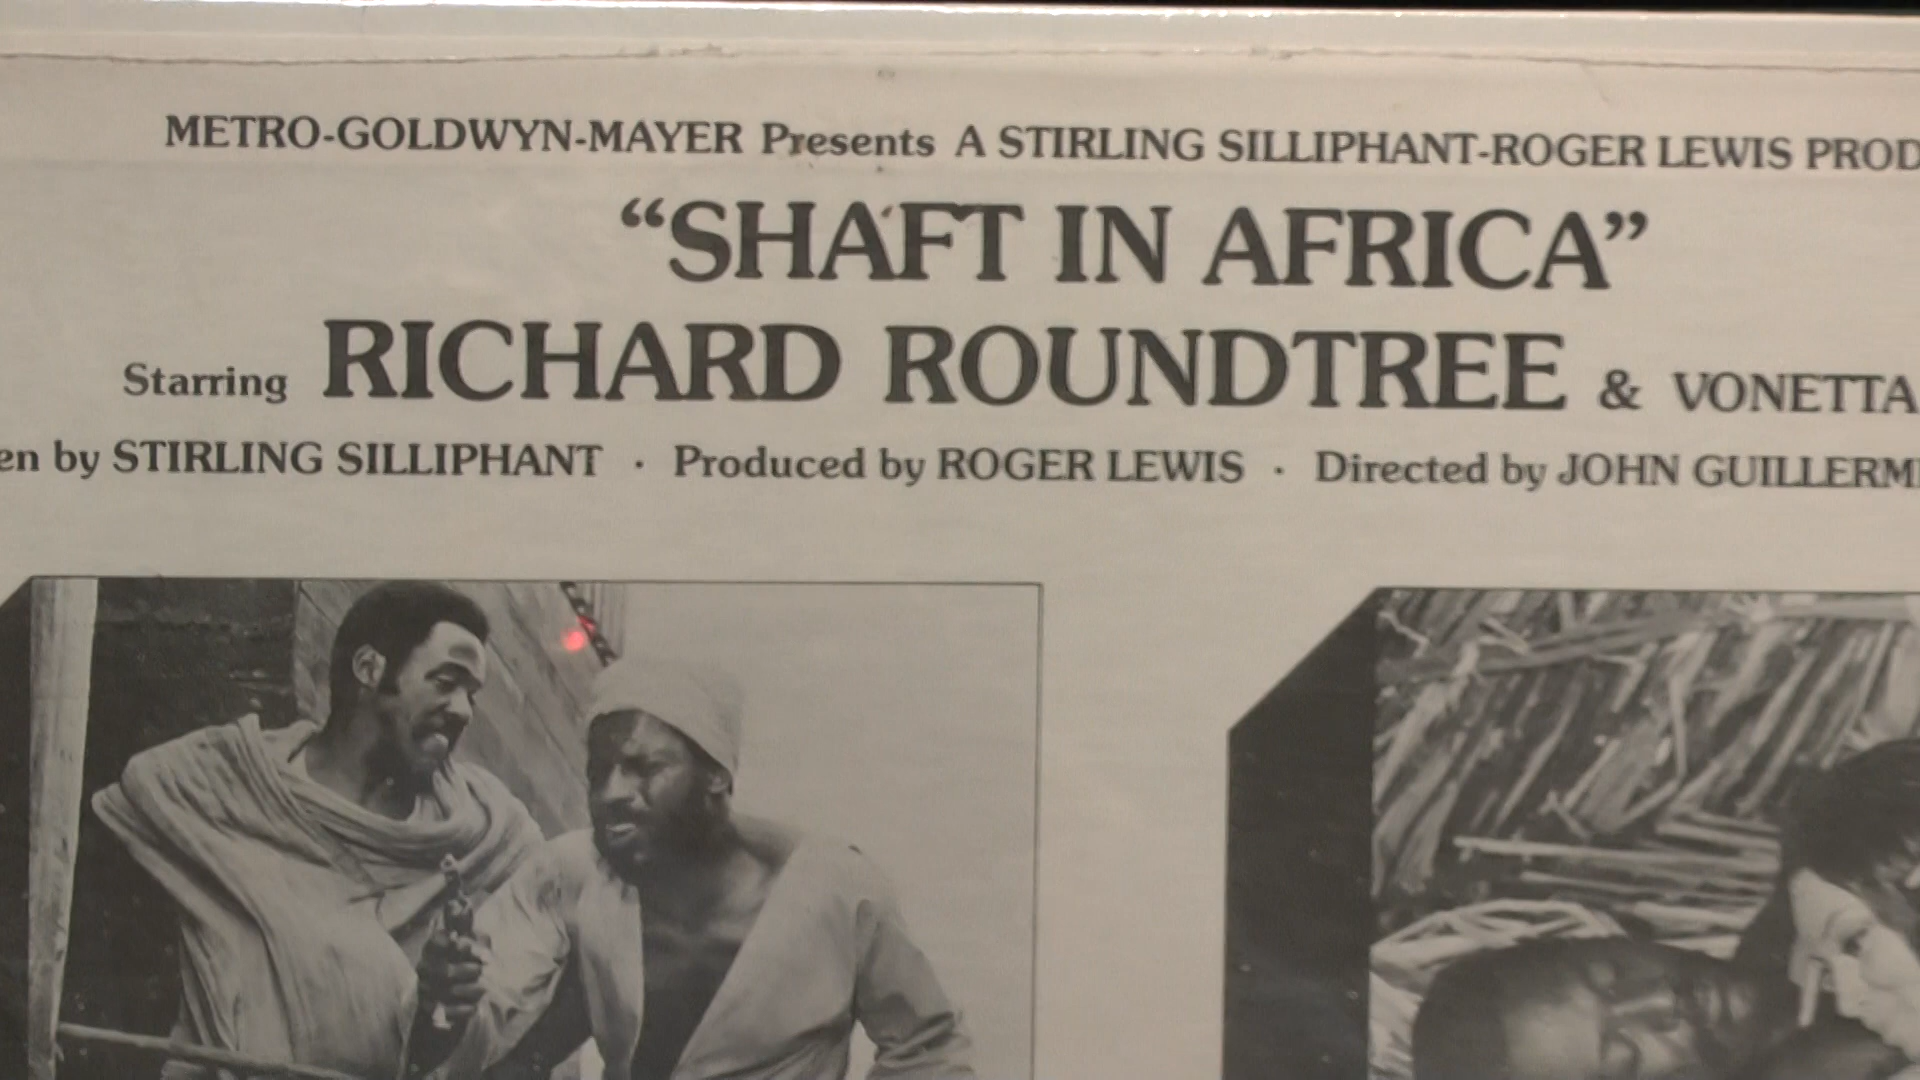 METRO-GOLDWYN-MAYER Presents A STIRLING SILLIPHANT-ROGER LEWIS PROD
“SHAFT IN AFRICA”
Starring RICHARD ROUNDTREE & VONETTA
en by STIRLING SILLIPHANT · Produced by ROGER LEWIS · Directed by JOHN GUILLERM